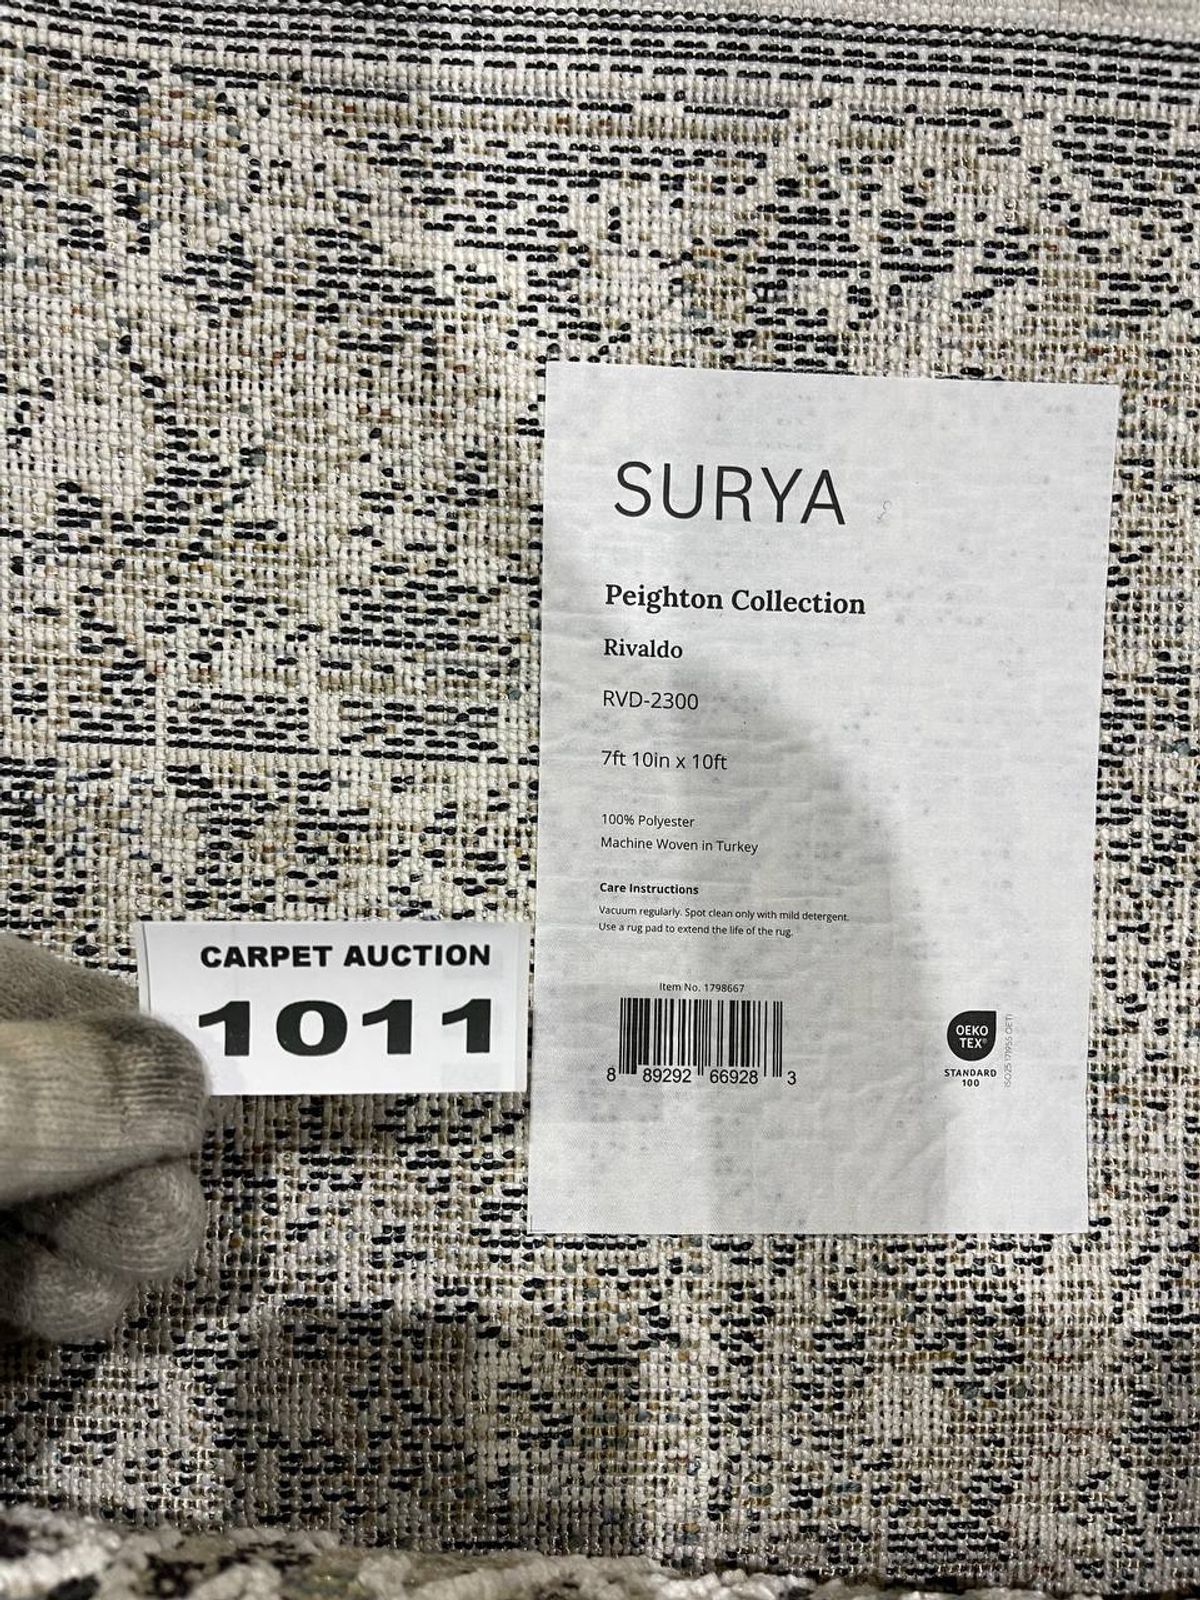 SURYA
Peighton Collection
Rivaldo
RVD-2300
7ft 10in x 10ft
100% Polyester
Machine Woven in Turkey
Care Instructions
Vacuum regularly. Spot clean only with mild detergent.
Use a rug pad to extend the life of the rug.
CARPET AUCTION
1011
Item No. 1798667
8 89292 66928 3
OEKO
TEX®
STANDARD
100